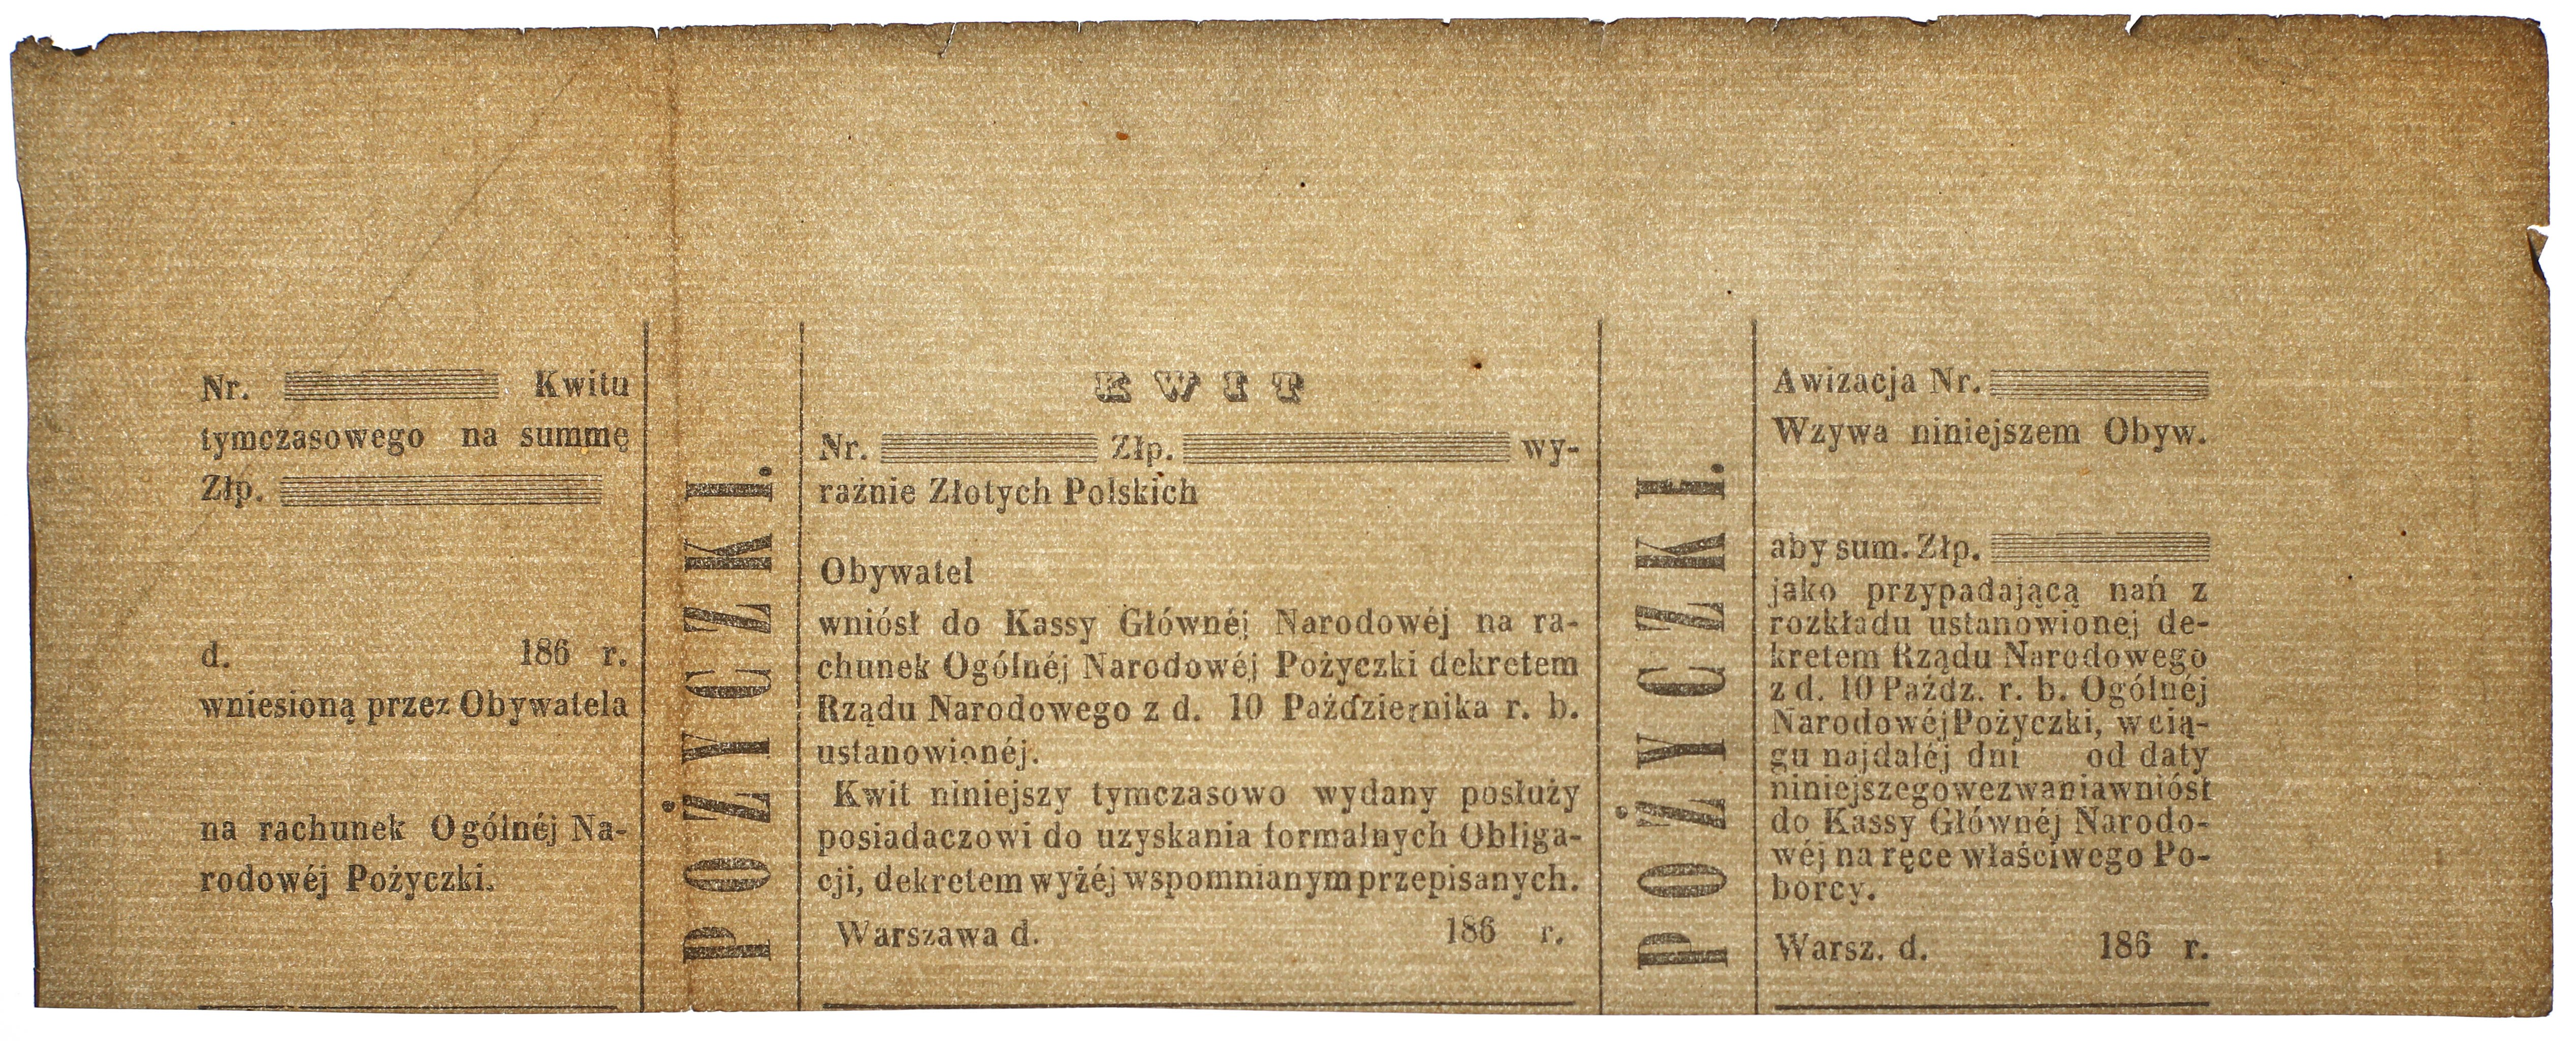 Nr. Kwitu
tymczasowego na summę
Złp.
d. 186 r.
wniesioną przez Obywatela
na rachunek Ogólnéj Na-
rodowéj Pożyczki.
POŻYCZKI.
KWIT
Nr. Złp. wy-
raźnie Złotych Polskich
Obywatel
wniósł do Kassy Głównéj Narodowéj na ra-
chunek Ogólnéj Narodowéj Pożyczki dekretem
Rządu Narodowego z d. 10 Października r. b.
ustanowionéj.
Kwit niniejszy tymczasowo wydany posłuży
posiadaczowi do uzyskania formalnych Obliga-
cji, dekretem wyżéj wspomnianym przepisanych.
Warszawa d. 186 r.
POŻYCZKI.
Awizacja Nr.
Wzywa niniejszem Obyw.
aby sum. Złp.
jako przypadającą nań z
rozkładu ustanowionej de-
kretem Rządu Narodowego
z d. 10 Paźdz. r. b. Ogólnéj
Narodowéj Pożyczki, w cią-
gu najdaléj dni od daty
niniejszego wezwania wniósł
do Kassy Głównéj Narodo-
wéj na ręce właściwego Po-
borcy.
Warsz. d. 186 r.